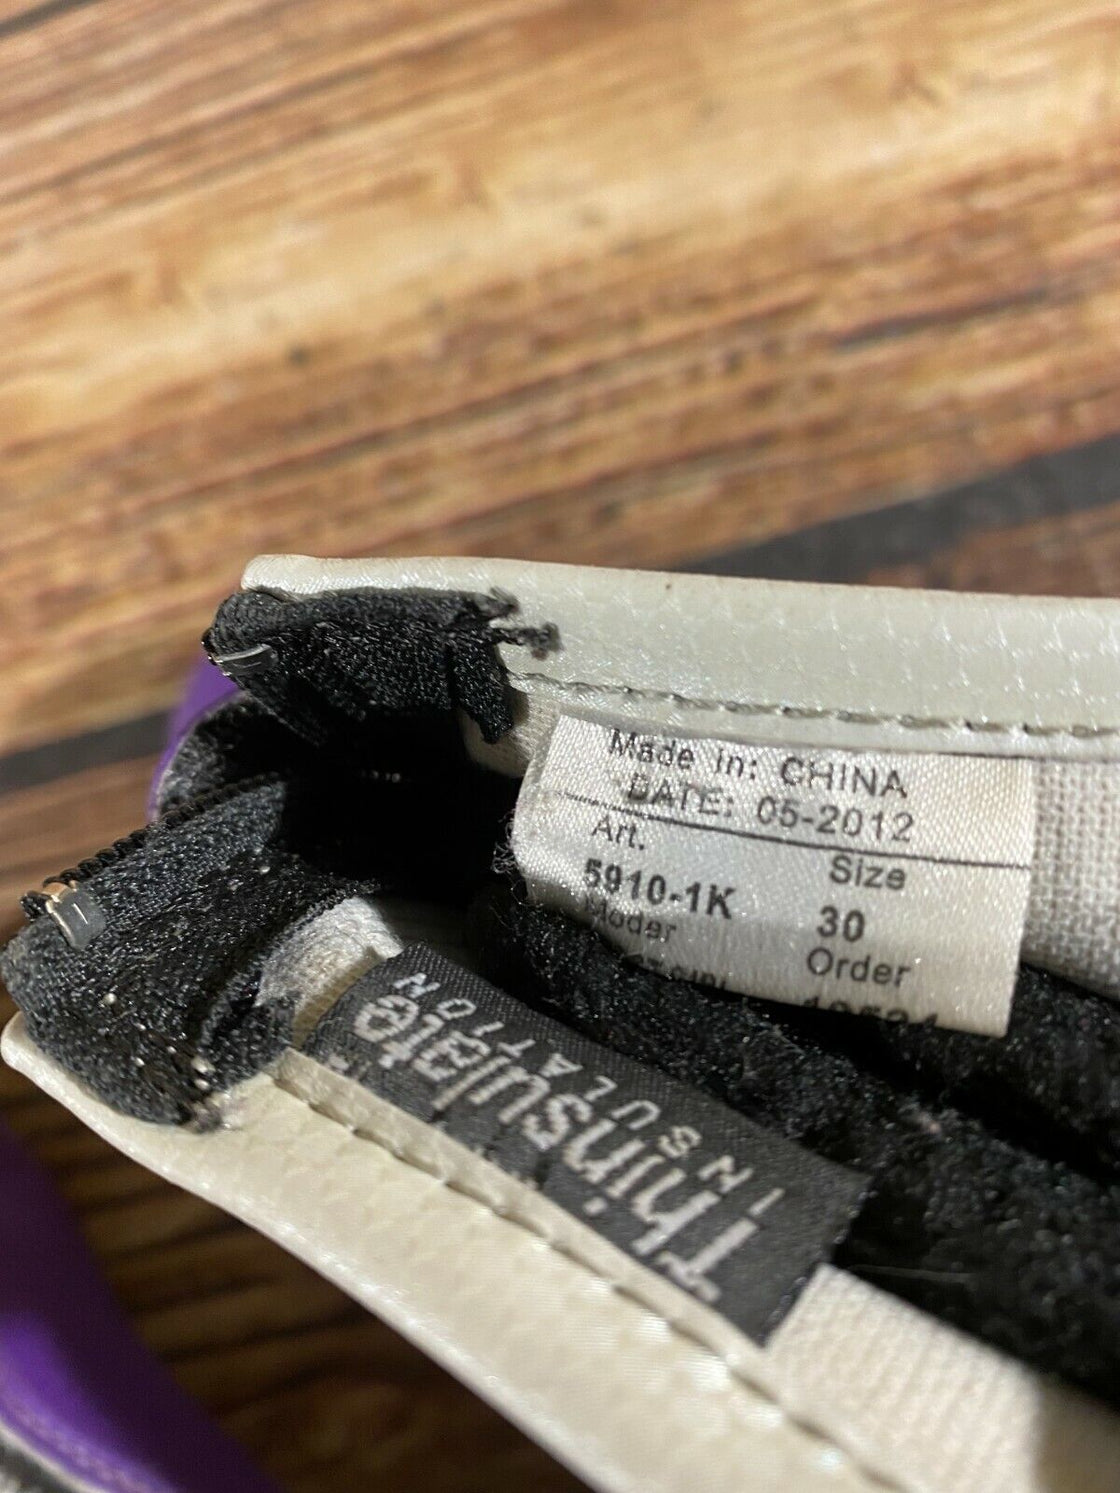 Made in: CHINA
DATE: 05-2012
Art.
Size
5910-1K
30
Order
Thinsulate
INSULATION